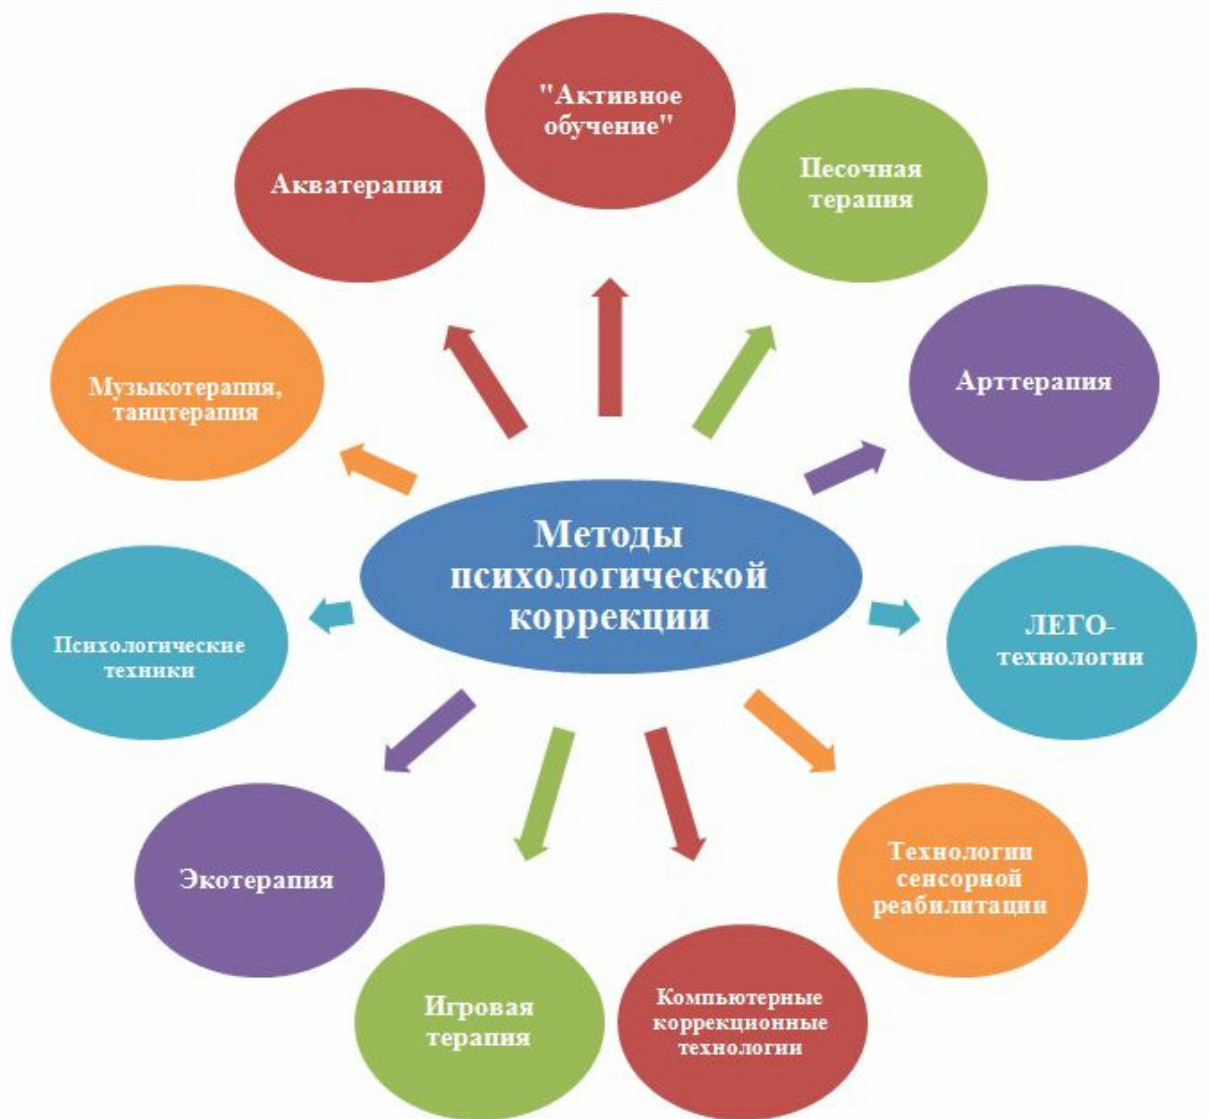 "Активное
обучение"
Песочная
терапия
Арттерапия
ЛЕГО-
технологии
Технологии
сенсорной
реабилитации
Компьютерные
коррекционные
технологии
Игровая
терапия
Экотерапия
Психологические
техники
Музыкотерапия,
танцтерапия
Акватерапия
Методы
психологической
коррекции